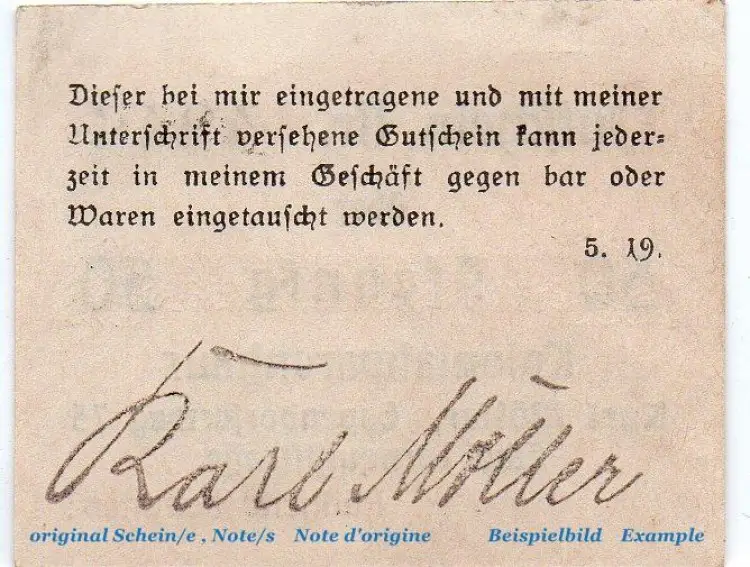 Dieser bei mir eingetragene und mit meiner
Unterschrift versehene Gutschein kann jeder-
zeit in meinem Geschäft gegen bar oder
Waren eingetauscht werden.
5. 19.
Karl Möller
original Schein/e , Note/s Note d'origine Beispielbild Example